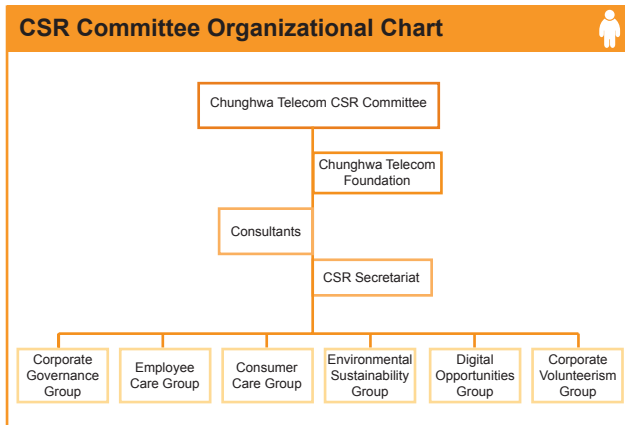 CSR Committee Organizational Chart
Chunghwa Telecom CSR Committee
Chunghwa Telecom
Foundation
Consultants
CSR Secretariat
Corporate
Governance
Group
Employee
Care Group
Consumer
Care Group
Environmental
Sustainability
Group
Digital
Opportunities
Group
Corporate
Volunteerism
Group